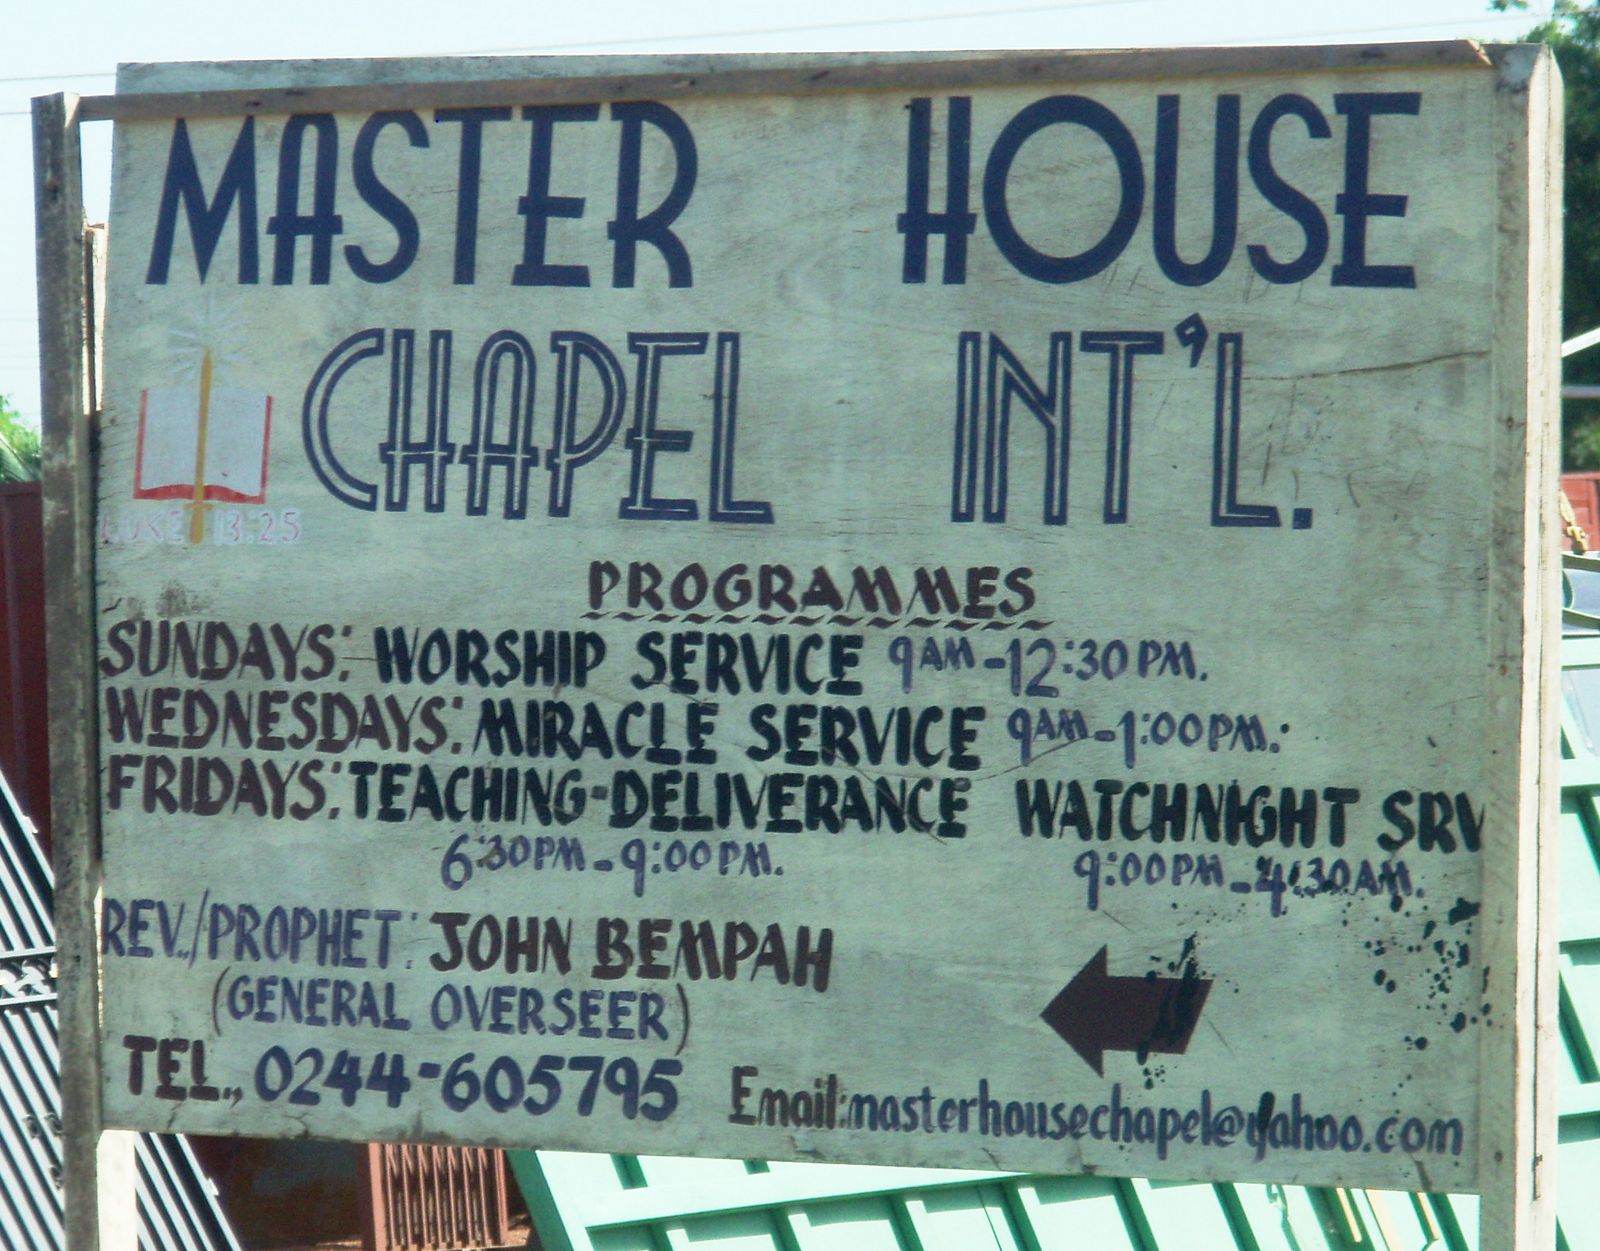 MASTER HOUSE
CHAPEL INT'L.
LUKE 13:25
PROGRAMMES
SUNDAYS: WORSHIP SERVICE 9AM-12:30PM.
WEDNESDAYS: MIRACLE SERVICE 9AM-1:00PM.
FRIDAYS: TEACHING-DELIVERANCE WATCHNIGHT SRV
6:30PM-9:00PM. 9:00PM-4:30AM.
REV./PROPHET: JOHN BEMPAH
(GENERAL OVERSEER)
TEL., 0244-605795 Email:masterhousechapel@yahoo.com